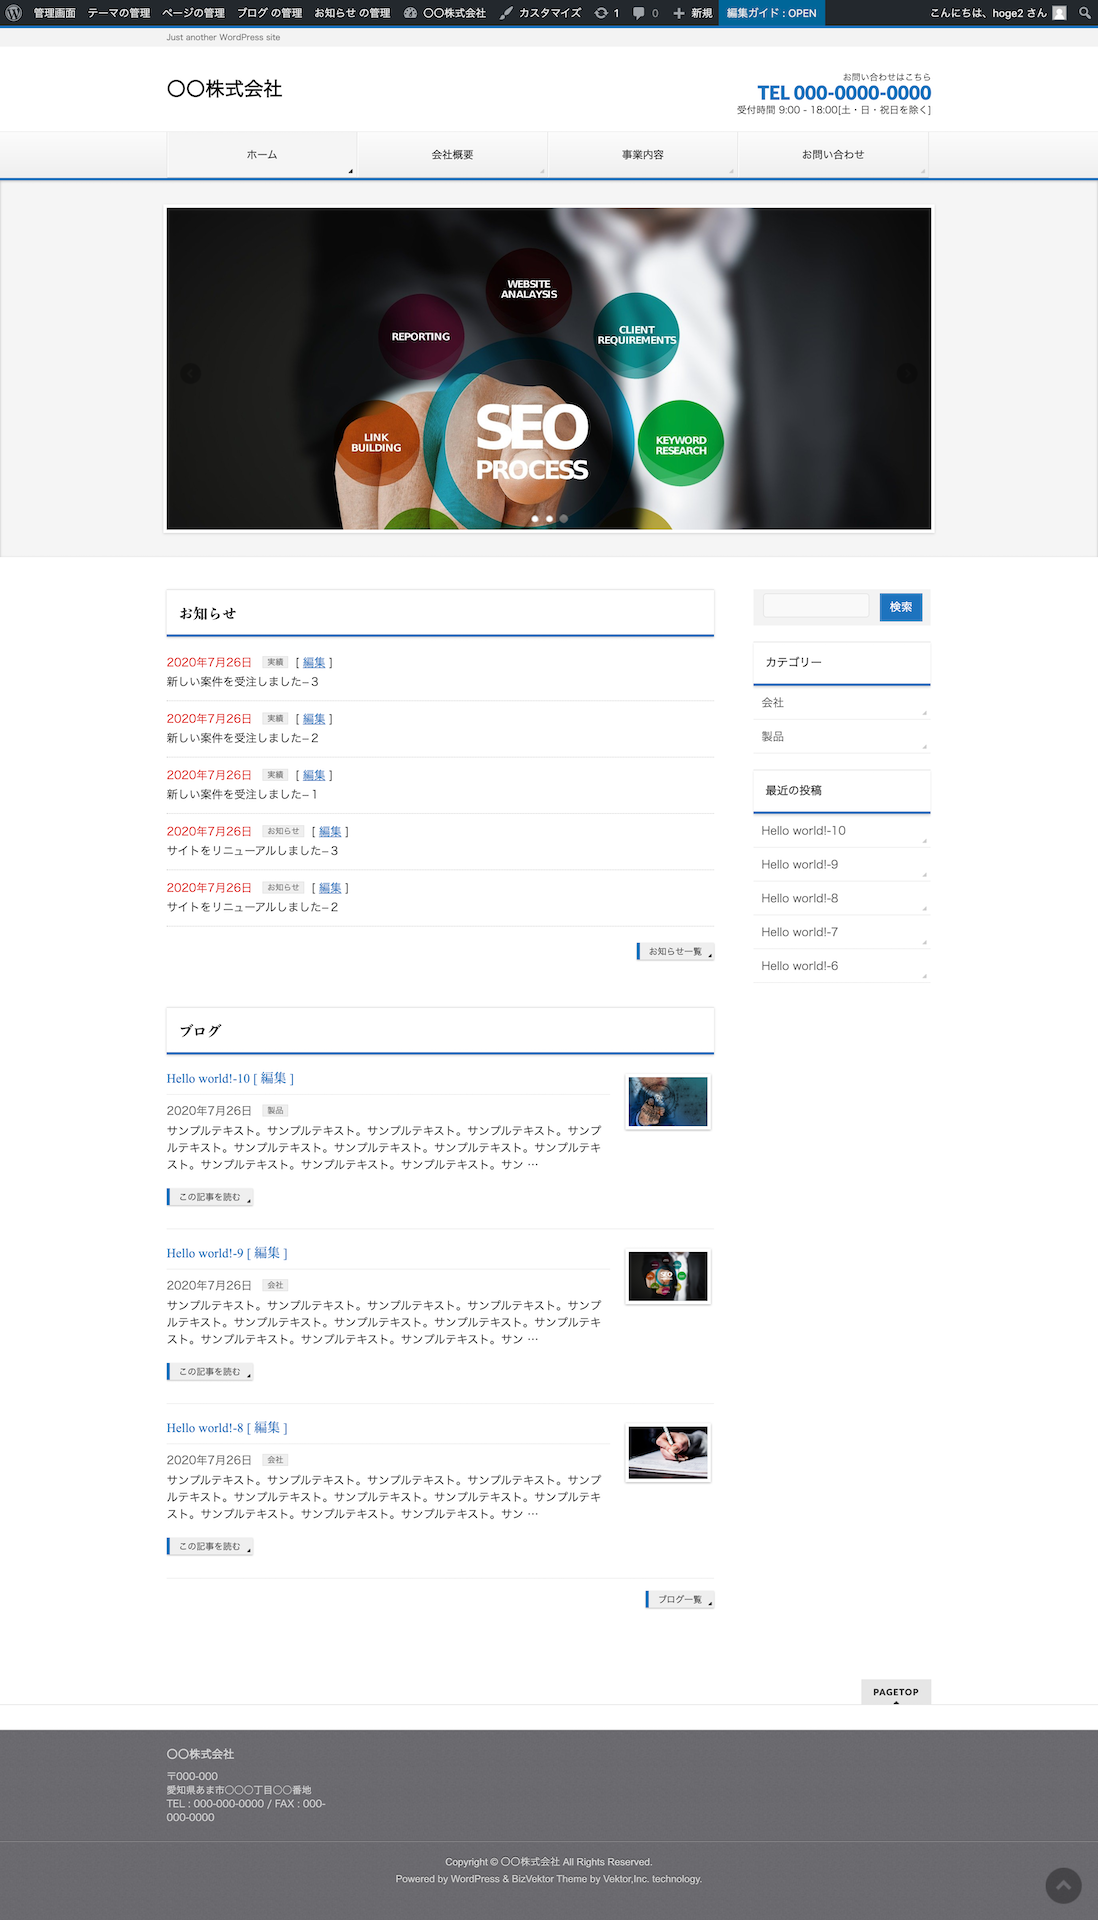 管理画面 テーマの管理 ページの管理 ブログ の管理 お知らせ の管理 〇〇株式会社 カスタマイズ 1 0 新規 編集ガイド : OPEN こんにちは、hoge2 さん
Just another WordPress site
〇〇株式会社
お問い合わせはこちら
TEL 000-0000-0000
受付時間 9:00 - 18:00[土・日・祝日を除く]
ホーム 会社概要 事業内容 お問い合わせ
WEBSITE
ANALAYSIS
REPORTING
CLIENT
REQUIREMENTS
LINK
BUILDING
SEO
PROCESS
KEYWORD
RESEARCH
お知らせ
2020年7月26日 実績 [ 編集 ]
新しい案件を受注しました−３
2020年7月26日 実績 [ 編集 ]
新しい案件を受注しました−２
2020年7月26日 実績 [ 編集 ]
新しい案件を受注しました−１
2020年7月26日 お知らせ [ 編集 ]
サイトをリニューアルしました−３
2020年7月26日 お知らせ [ 編集 ]
サイトをリニューアルしました−２
お知らせ一覧
検索
カテゴリー
会社
製品
最近の投稿
Hello world!-10
Hello world!-9
Hello world!-8
Hello world!-7
Hello world!-6
ブログ
Hello world!-10 [ 編集 ]
2020年7月26日 製品
サンプルテキスト。サンプルテキスト。サンプルテキスト。サンプルテキスト。サンプ
ルテキスト。サンプルテキスト。サンプルテキスト。サンプルテキスト。サンプルテキ
スト。サンプルテキスト。サンプルテキスト。サンプルテキスト。サン …
この記事を読む
Hello world!-9 [ 編集 ]
2020年7月26日 会社
サンプルテキスト。サンプルテキスト。サンプルテキスト。サンプルテキスト。サンプ
ルテキスト。サンプルテキスト。サンプルテキスト。サンプルテキスト。サンプルテキ
スト。サンプルテキスト。サンプルテキスト。サンプルテキスト。サン …
この記事を読む
Hello world!-8 [ 編集 ]
2020年7月26日 会社
サンプルテキスト。サンプルテキスト。サンプルテキスト。サンプルテキスト。サンプ
ルテキスト。サンプルテキスト。サンプルテキスト。サンプルテキスト。サンプルテキ
スト。サンプルテキスト。サンプルテキスト。サンプルテキスト。サン …
この記事を読む
ブログ一覧
PAGETOP
〇〇株式会社
〒000-000
愛知県あま市〇〇〇丁目〇〇番地
TEL : 000-000-0000 / FAX : 000-
000-0000
Copyright © 〇〇株式会社 All Rights Reserved.
Powered by WordPress & BizVektor Theme by Vektor,Inc. technology.